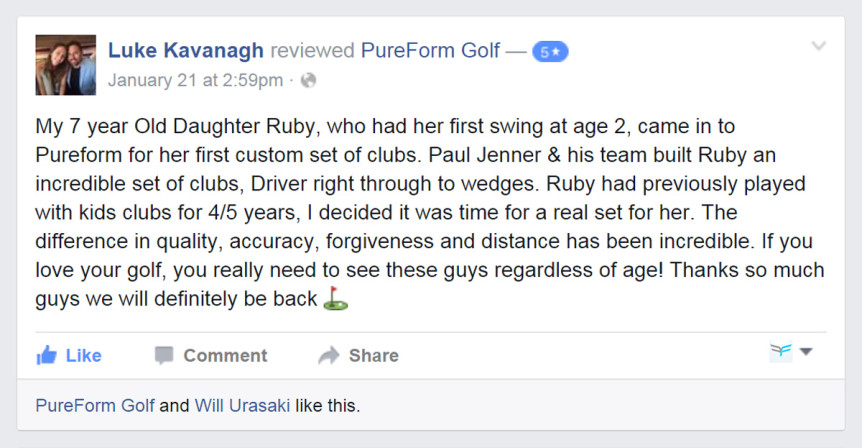 Luke Kavanagh reviewed PureForm Golf — 5★
January 21 at 2:59pm ·
My 7 year Old Daughter Ruby, who had her first swing at age 2, came in to
Pureform for her first custom set of clubs. Paul Jenner & his team built Ruby an
incredible set of clubs, Driver right through to wedges. Ruby had previously played
with kids clubs for 4/5 years, I decided it was time for a real set for her. The
difference in quality, accuracy, forgiveness and distance has been incredible. If you
love your golf, you really need to see these guys regardless of age! Thanks so much
guys we will definitely be back ⛳
Like Comment Share
PureForm Golf and Will Urasaki like this.